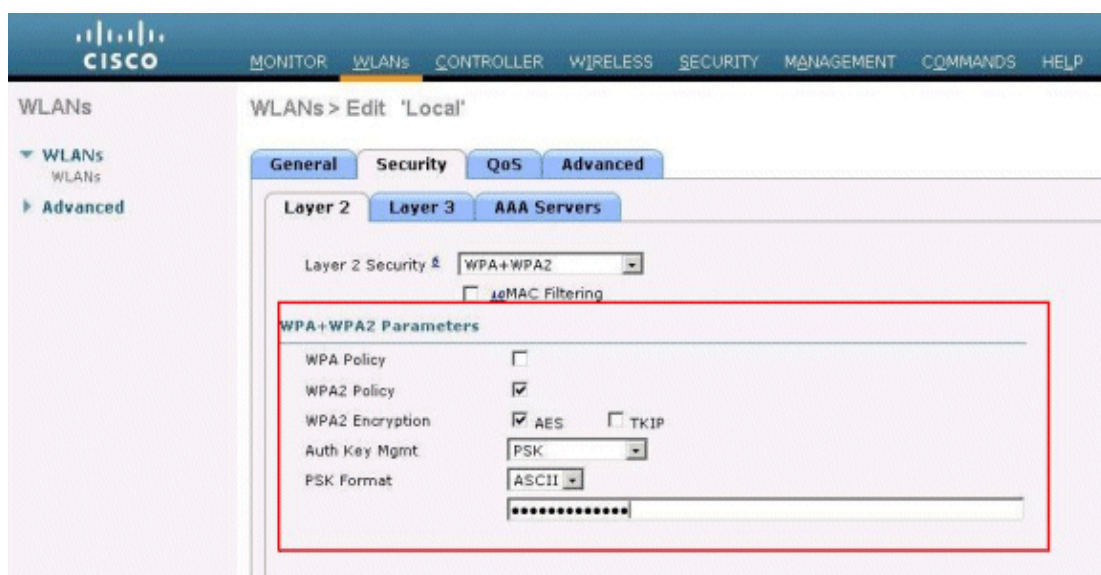 CISCO
MONITOR WLANs CONTROLLER WIRELESS SECURITY MANAGEMENT COMMANDS HELP
WLANs
WLANs
WLANs
Advanced
WLANs > Edit 'Local'
General Security QoS Advanced
Layer 2 Layer 3 AAA Servers
Layer 2 Security 6 WPA+WPA2
10 MAC Filtering
WPA+WPA2 Parameters
WPA Policy
WPA2 Policy
WPA2 Encryption AES TKIP
Auth Key Mgmt PSK
PSK Format ASCII
•••••••••••••